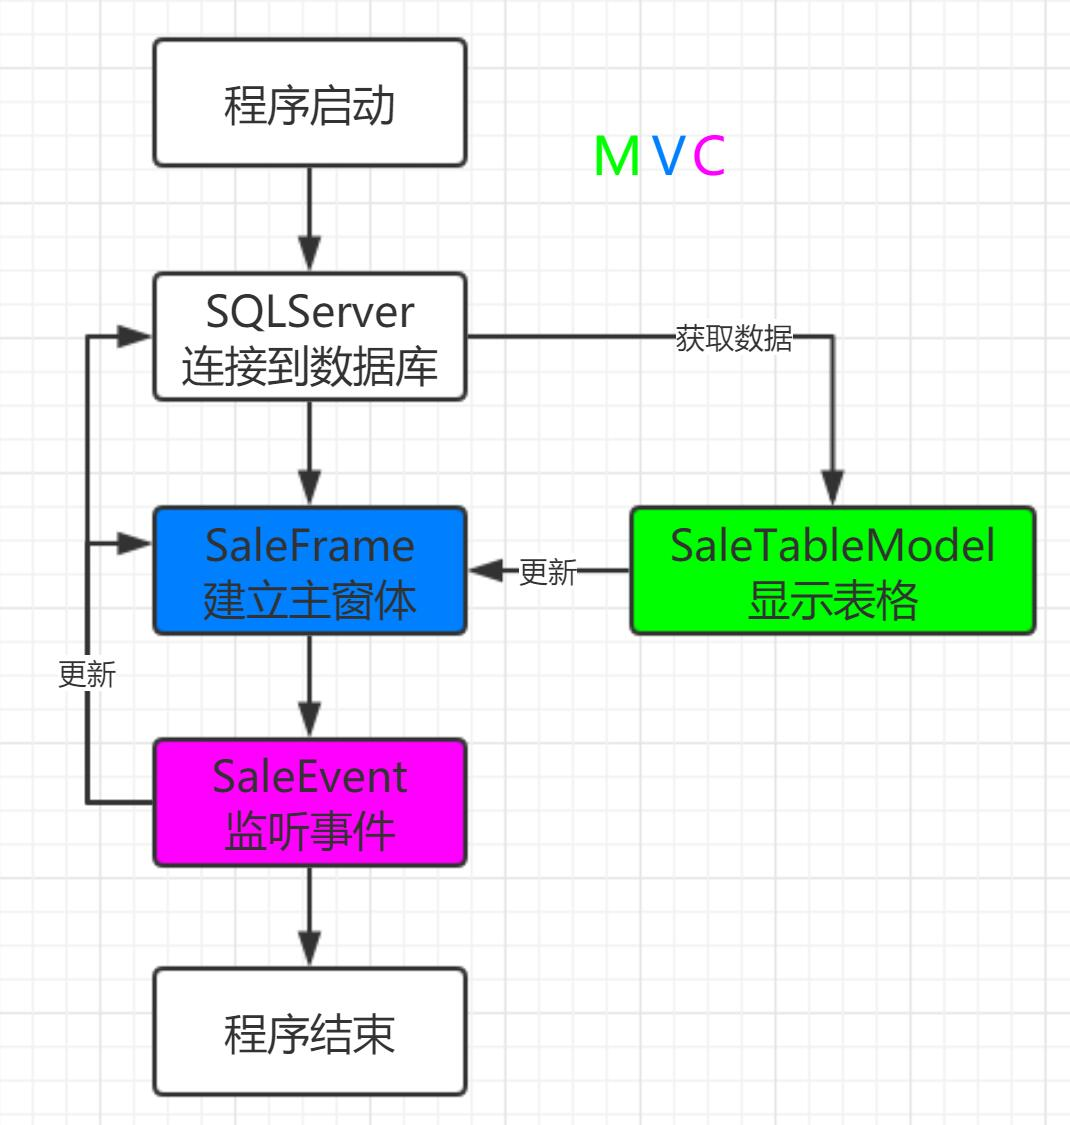 程序启动
M V C
SQLServer
连接到数据库
获取数据
SaleFrame
建立主窗体
更新
SaleTableModel
显示表格
更新
SaleEvent
监听事件
程序结束